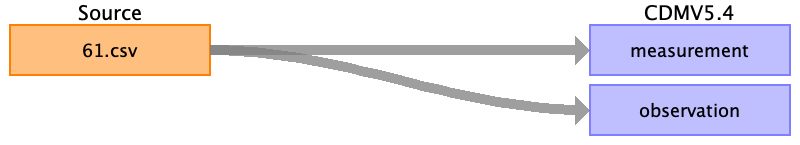 Source
CDMV5.4
61.csv
measurement
observation